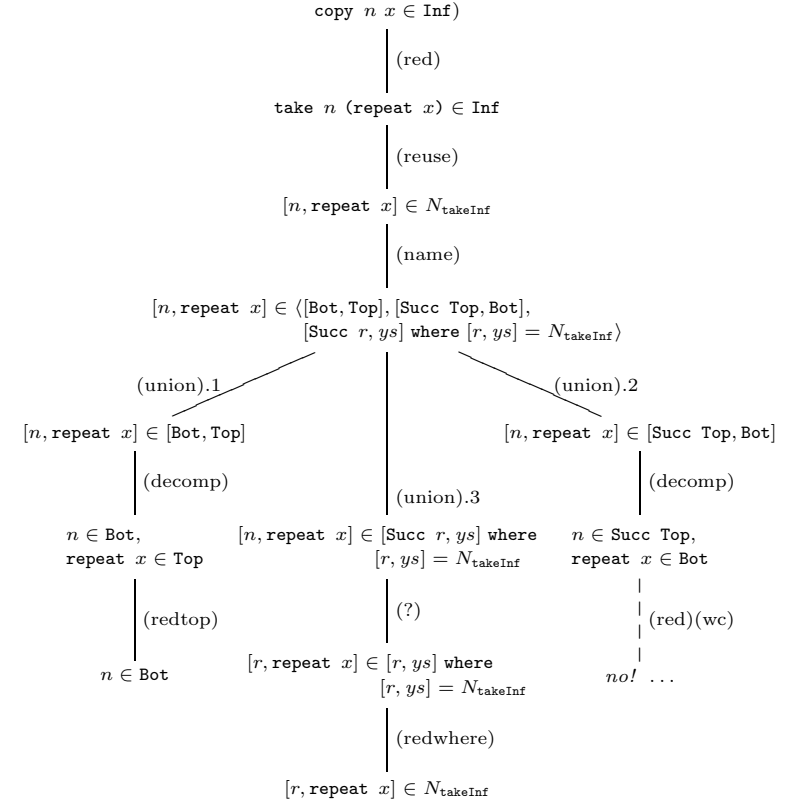 copy n x ∈ Inf)
(red)
take n (repeat x) ∈ Inf
(reuse)
[n, repeat x] ∈ N_takeInf
(name)
[n, repeat x] ∈ ⟨[Bot, Top], [Succ Top, Bot],
[Succ r, ys] where [r, ys] = N_takeInf⟩
(union).1
(union).2
[n, repeat x] ∈ [Bot, Top]
[n, repeat x] ∈ [Succ Top, Bot]
(decomp)
(decomp)
(union).3
n ∈ Bot,
repeat x ∈ Top
[n, repeat x] ∈ [Succ r, ys] where
[r, ys] = N_takeInf
n ∈ Succ Top,
repeat x ∈ Bot
(redtop)
(?)
(red)(wc)
n ∈ Bot
[r, repeat x] ∈ [r, ys] where
[r, ys] = N_takeInf
no! ...
(redwhere)
[r, repeat x] ∈ N_takeInf